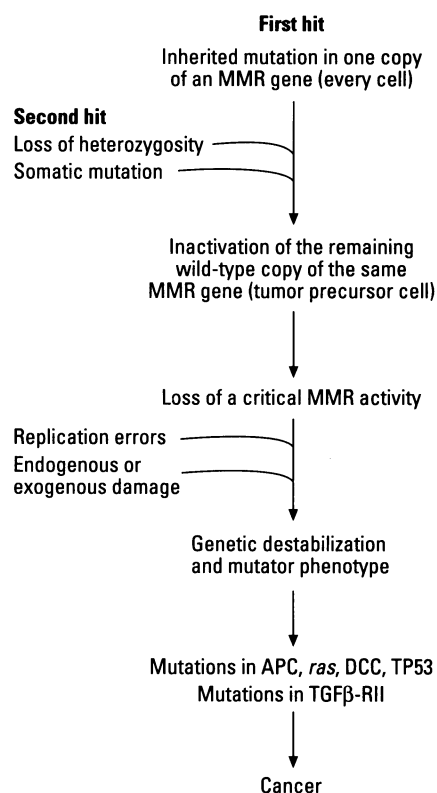 First hit
Inherited mutation in one copy
of an MMR gene (every cell)
Second hit
Loss of heterozygosity
Somatic mutation
Inactivation of the remaining
wild-type copy of the same
MMR gene (tumor precursor cell)
Loss of a critical MMR activity
Replication errors
Endogenous or
exogenous damage
Genetic destabilization
and mutator phenotype
Mutations in APC, ras, DCC, TP53
Mutations in TGFβ-RII
Cancer